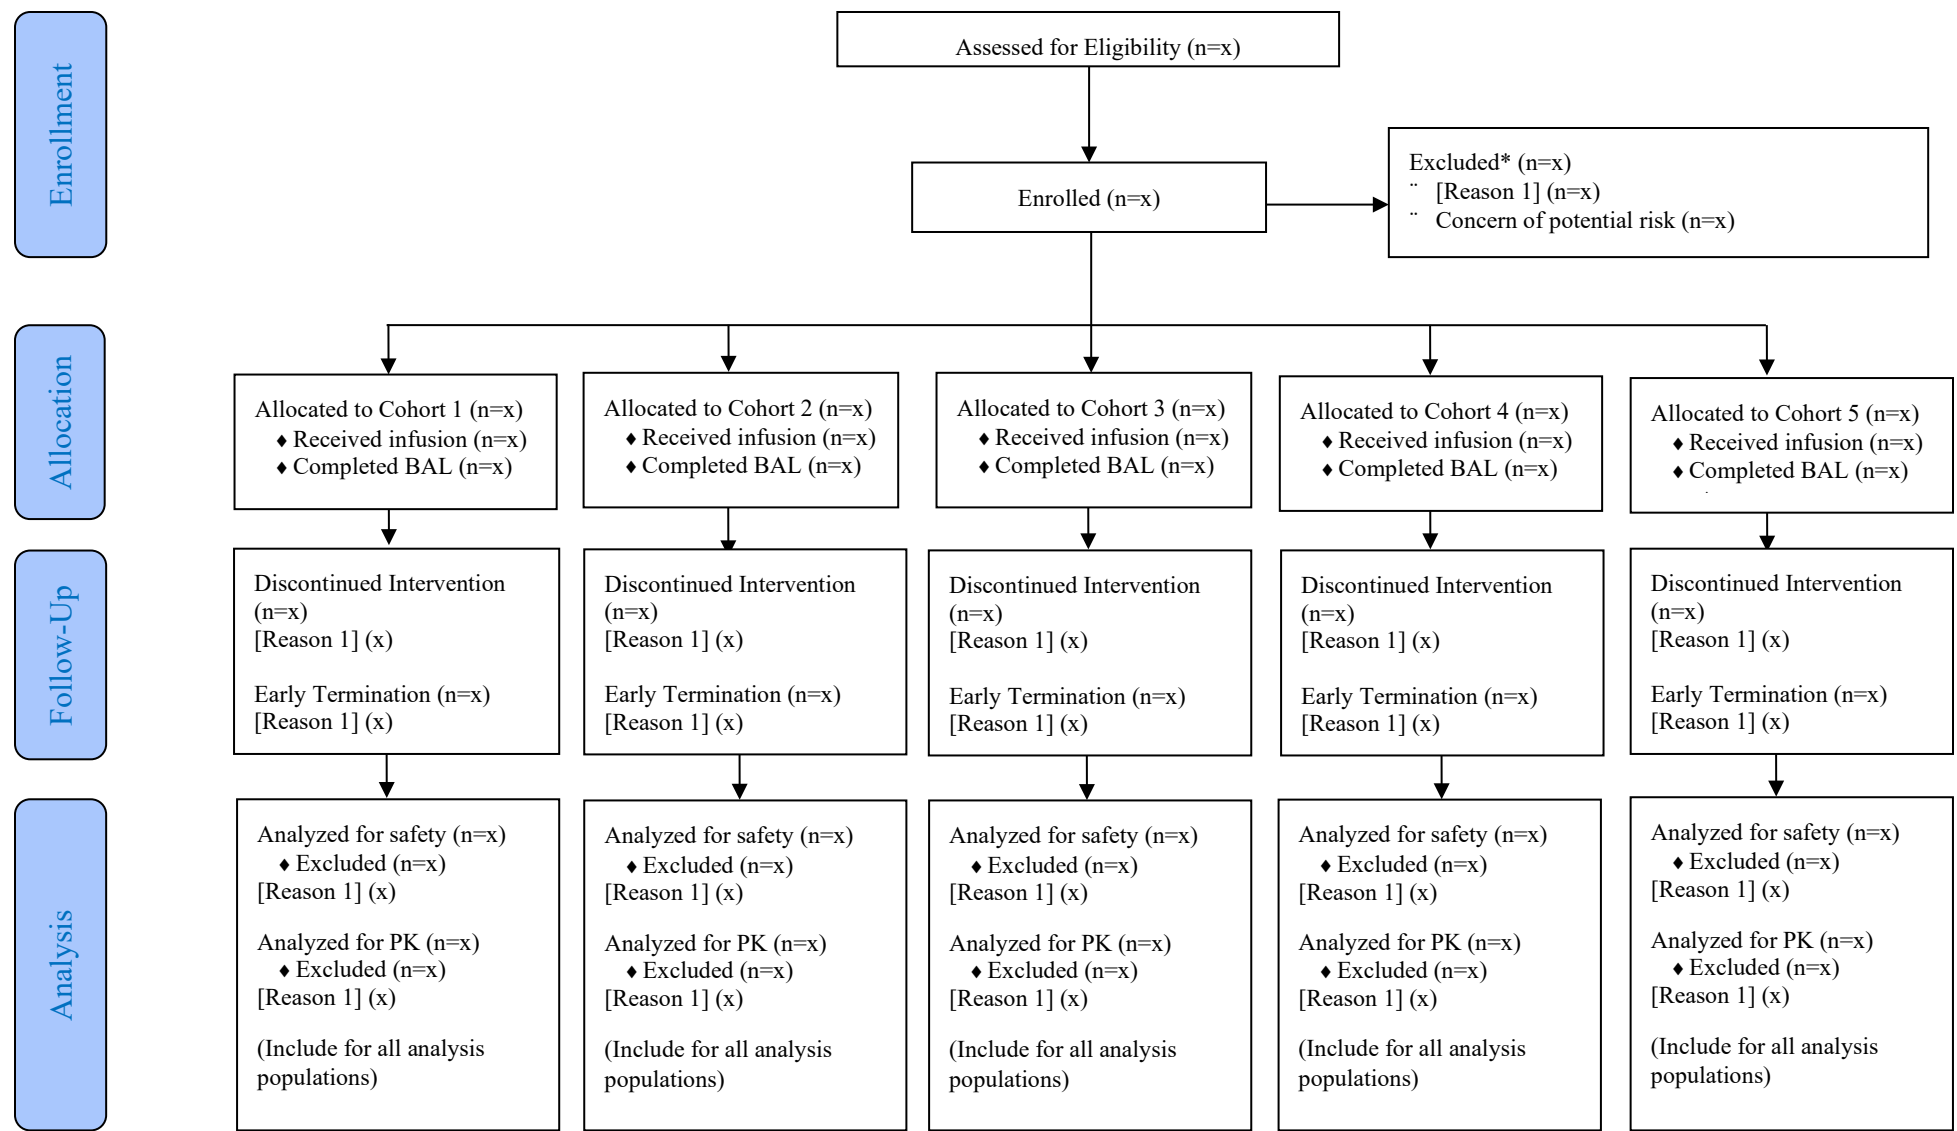 Enrollment
Assessed for Eligibility (n=x)
Enrolled (n=x)
Excluded* (n=x)
¨ [Reason 1] (n=x)
¨ Concern of potential risk (n=x)
Allocation
Allocated to Cohort 1 (n=x)
♦ Received infusion (n=x)
♦ Completed BAL (n=x)
Allocated to Cohort 2 (n=x)
♦ Received infusion (n=x)
♦ Completed BAL (n=x)
Allocated to Cohort 3 (n=x)
♦ Received infusion (n=x)
♦ Completed BAL (n=x)
Allocated to Cohort 4 (n=x)
♦ Received infusion (n=x)
♦ Completed BAL (n=x)
Allocated to Cohort 5 (n=x)
♦ Received infusion (n=x)
♦ Completed BAL (n=x)
Follow-Up
Discontinued Intervention
(n=x)
[Reason 1] (x)
Early Termination (n=x)
[Reason 1] (x)
Discontinued Intervention
(n=x)
[Reason 1] (x)
Early Termination (n=x)
[Reason 1] (x)
Discontinued Intervention
(n=x)
[Reason 1] (x)
Early Termination (n=x)
[Reason 1] (x)
Discontinued Intervention
(n=x)
[Reason 1] (x)
Early Termination (n=x)
[Reason 1] (x)
Discontinued Intervention
(n=x)
[Reason 1] (x)
Early Termination (n=x)
[Reason 1] (x)
Analysis
Analyzed for safety (n=x)
♦ Excluded (n=x)
[Reason 1] (x)
Analyzed for PK (n=x)
♦ Excluded (n=x)
[Reason 1] (x)
(Include for all analysis
populations)
Analyzed for safety (n=x)
♦ Excluded (n=x)
[Reason 1] (x)
Analyzed for PK (n=x)
♦ Excluded (n=x)
[Reason 1] (x)
(Include for all analysis
populations)
Analyzed for safety (n=x)
♦ Excluded (n=x)
[Reason 1] (x)
Analyzed for PK (n=x)
♦ Excluded (n=x)
[Reason 1] (x)
(Include for all analysis
populations)
Analyzed for safety (n=x)
♦ Excluded (n=x)
[Reason 1] (x)
Analyzed for PK (n=x)
♦ Excluded (n=x)
[Reason 1] (x)
(Include for all analysis
populations)
Analyzed for safety (n=x)
♦ Excluded (n=x)
[Reason 1] (x)
Analyzed for PK (n=x)
♦ Excluded (n=x)
[Reason 1] (x)
(Include for all analysis
populations)